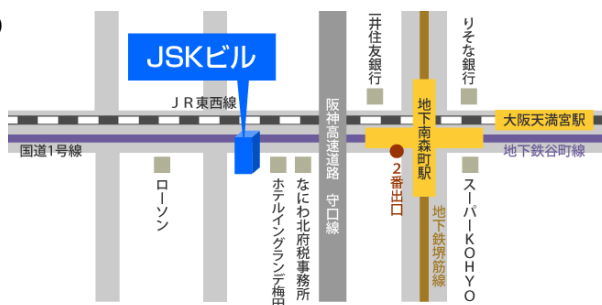 JSKビル
三井住友銀行
りそな銀行
JR東西線
阪神高速道路 守口線
地下南森町駅
大阪天満宮駅
国道1号線
地下鉄谷町線
ローソン
ホテルイングランデ梅田
なにわ北府税事務所
2番出口
地下鉄堺筋線
スーパーKOHYO